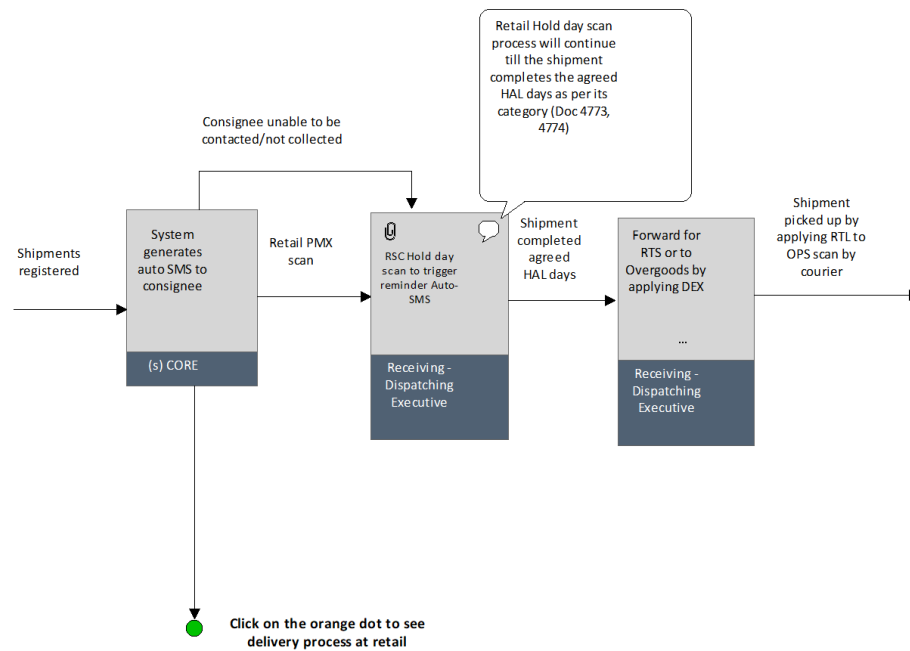 Retail Hold day scan
process will continue
till the shipment
completes the agreed
HAL days as per its
category (Doc 4773,
4774)
Consignee unable to be
contacted/not collected
Shipments
registered
System
generates
auto SMS to
consignee
(s) CORE
Retail PMX
scan
RSC Hold day
scan to trigger
reminder Auto-
SMS
Receiving -
Dispatching
Executive
Shipment
completed
agreed
HAL days
Forward for
RTS or to
Overgoods by
applying DEX
...
Receiving -
Dispatching
Executive
Shipment
picked up by
applying RTL to
OPS scan by
courier
Click on the orange dot to see
delivery process at retail